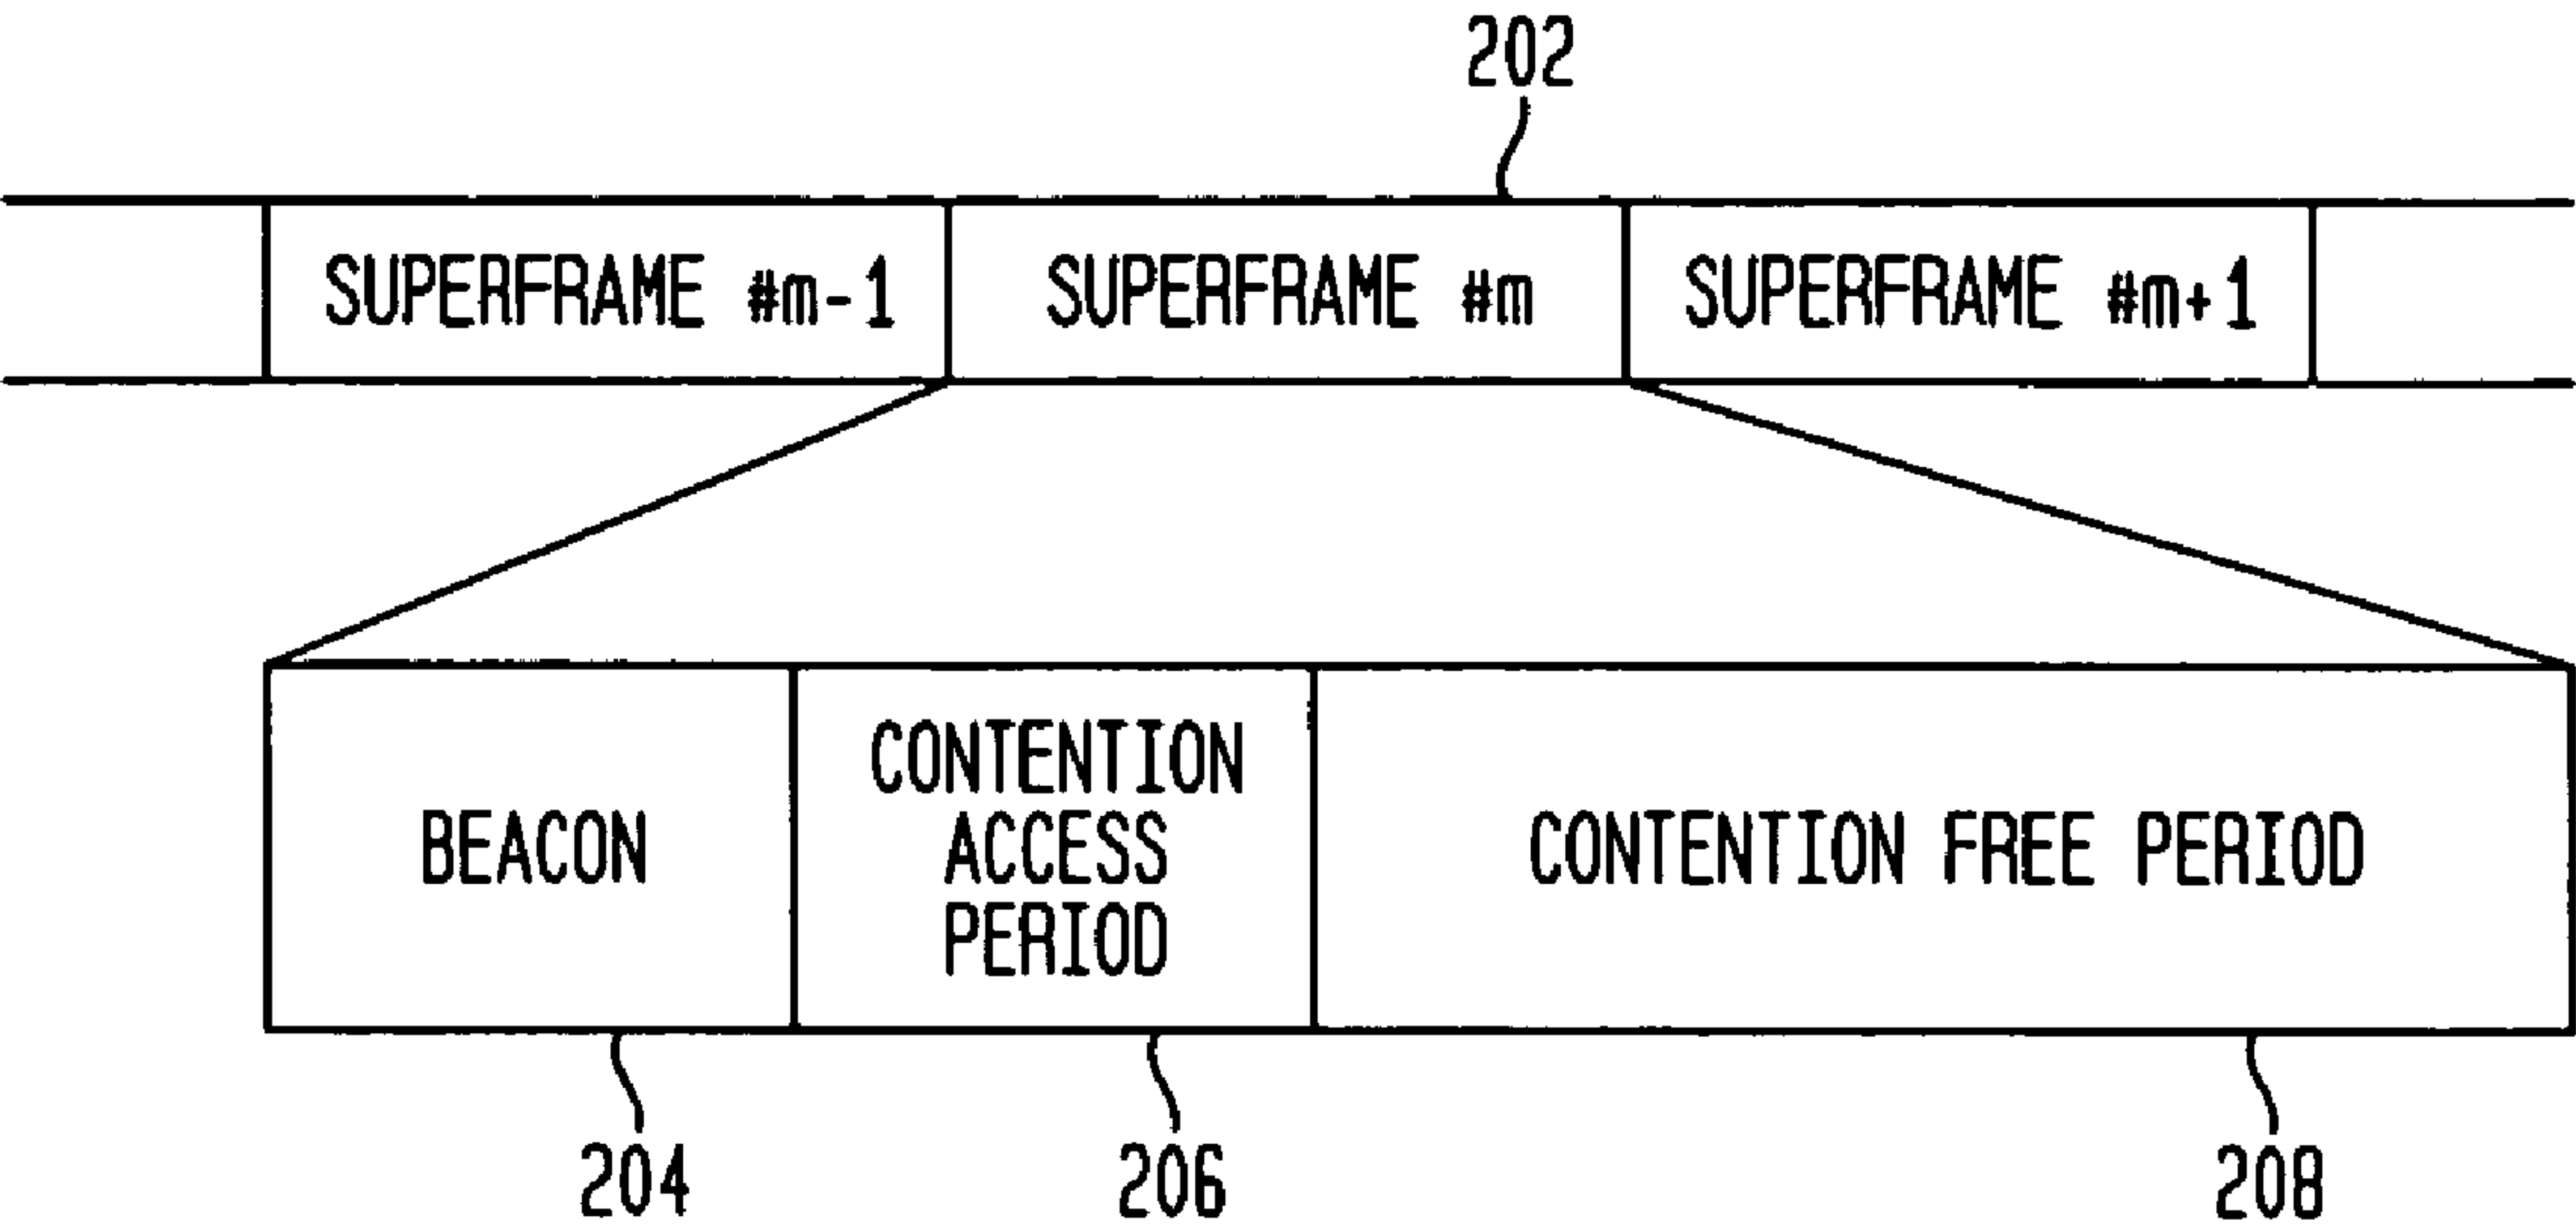 202
SUPERFRAME #m-1 SUPERFRAME #m SUPERFRAME #m+1
BEACON
CONTENTION
ACCESS
PERIOD
CONTENTION FREE PERIOD
204 206 208